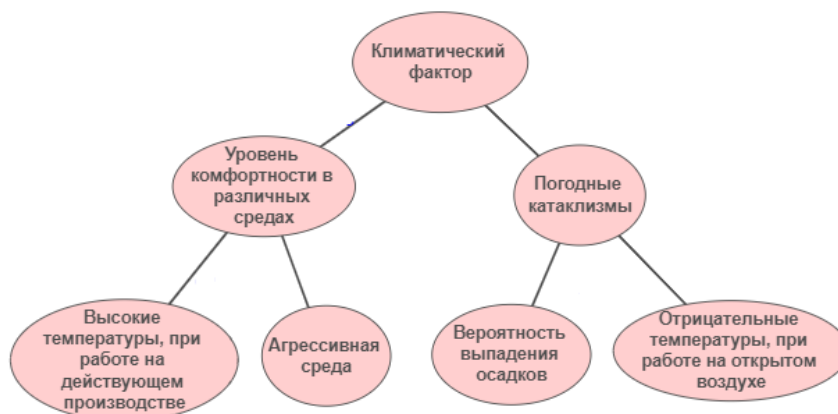 Климатический
фактор
Уровень
комфортности в
различных
средах
Погодные
катаклизмы
Высокие
температуры, при
работе на
действующем
производстве
Агрессивная
среда
Вероятность
выпадения
осадков
Отрицательные
температуры, при
работе на открытом
воздухе